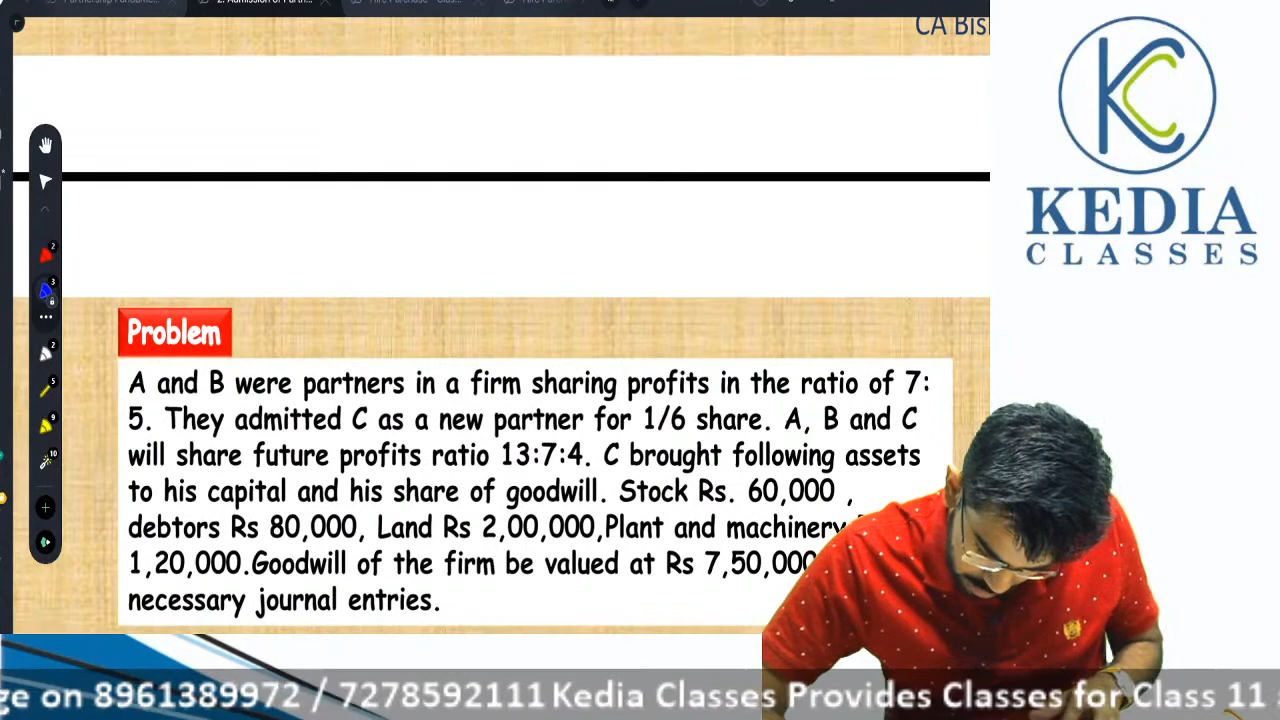 CA Bis
KEDIA
CLASSES
Problem
A and B were partners in a firm sharing profits in the ratio of 7:
5. They admitted C as a new partner for 1/6 share. A, B and C
will share future profits ratio 13:7:4. C brought following assets
to his capital and his share of goodwill. Stock Rs. 60,000 ,
debtors Rs 80,000, Land Rs 2,00,000,Plant and machinery
1,20,000.Goodwill of the firm be valued at Rs 7,50,000
necessary journal entries.
ge on 8961389972 / 7278592111 Kedia Classes Provides Classes for Class 11